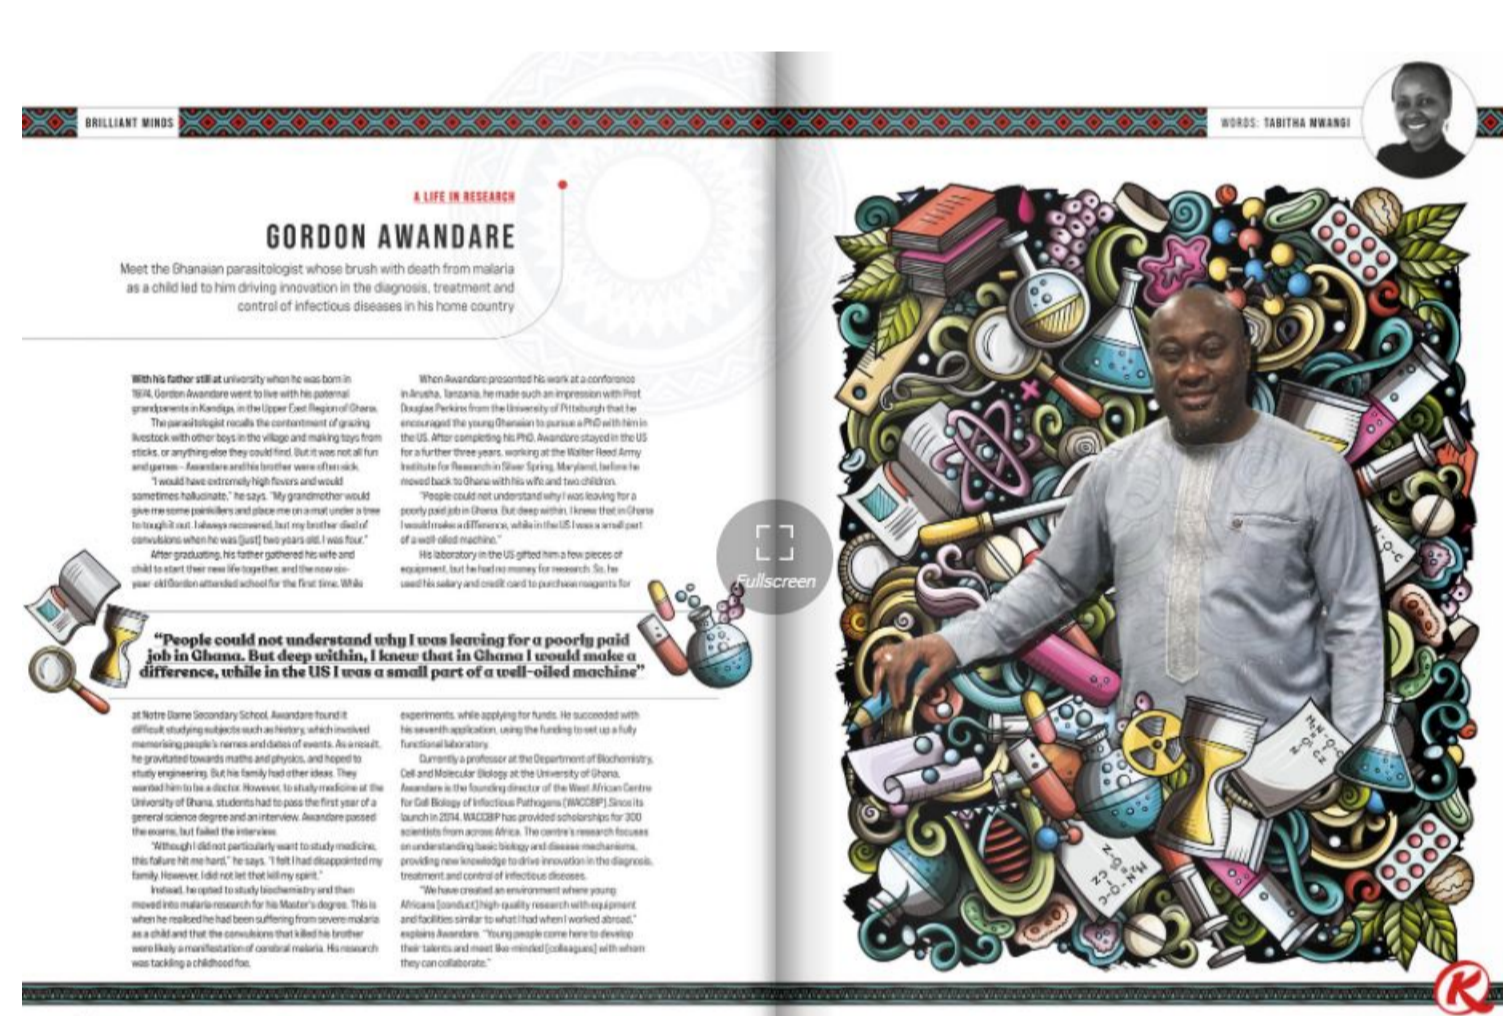 BRILLIANT MINDS
WORDS: TABITHA MWANGI
A LIFE IN RESEARCH
GORDON AWANDARE
Meet the Ghanaian parasitologist whose brush with death from malaria
as a child led to him driving innovation in the diagnosis, treatment and
control of infectious diseases in his home country
With his father still at university when he was born in
1974, Gordon Awandare went to live with his paternal
grandparents in Kandiga, in the Upper East Region of Ghana.
The parasitologist recalls the contentment of grazing
livestock with other boys in the village and making toys from
sticks, or anything else they could find. But it was not all fun
and games – Awandare and his brother were often sick.
"I would have extremely high fevers and would
sometimes hallucinate," he says. "My grandmother would
give me some painkillers and place me on a mat under a tree
to tough it out. I always recovered, but my brother died of
convulsions when he was [just] two years old. I was four."
After graduating, his father gathered his wife and
child to start their new life together, and the now six-
year-old Gordon attended school for the first time. While
When Awandare presented his work at a conference
in Arusha, Tanzania, he made such an impression with Prof
Douglas Perkins from the University of Pittsburgh that he
encouraged the young Ghanaian to pursue a PhD with him in
the US. After completing his PhD, Awandare stayed in the US
for a further three years, working at the Walter Reed Army
Institute for Research in Silver Spring, Maryland, before he
moved back to Ghana with his wife and two children.
"People could not understand why I was leaving for a
poorly paid job in Ghana. But deep within, I knew that in Ghana
I would make a difference, while in the US I was a small part
of a well-oiled machine."
His laboratory in the US gifted him a few pieces of
equipment, but he had no money for research. So, he
used his salary and credit card to purchase reagents for
Fullscreen
“People could not understand why I was leaving for a poorly paid
job in Ghana. But deep within, I knew that in Ghana I would make a
difference, while in the US I was a small part of a well-oiled machine”
at Notre Dame Secondary School, Awandare found it
difficult studying subjects such as history, which involved
memorising people's names and dates of events. As a result,
he gravitated towards maths and physics, and hoped to
study engineering. But his family had other ideas. They
wanted him to be a doctor. However, to study medicine at the
University of Ghana, students had to pass the first year of a
general science degree and an interview. Awandare passed
the exams, but failed the interview.
"Although I did not particularly want to study medicine,
this failure hit me hard," he says. "I felt I had disappointed my
family. However, I did not let that kill my spirit."
Instead, he opted to study biochemistry and then
moved into malaria research for his Master's degree. This is
when he realised he had been suffering from severe malaria
as a child and that the convulsions that killed his brother
were likely a manifestation of cerebral malaria. His research
was tackling a childhood foe.
experiments, while applying for funds. He succeeded with
his seventh application, using the funding to set up a fully
functional laboratory.
Currently a professor at the Department of Biochemistry,
Cell and Molecular Biology at the University of Ghana,
Awandare is the founding director of the West African Centre
for Cell Biology of Infectious Pathogens (WACCBIP). Since its
launch in 2014, WACCBIP has provided scholarships for 300
scientists from across Africa. The centre's research focuses
on understanding basic biology and disease mechanisms,
providing new knowledge to drive innovation in the diagnosis,
treatment and control of infectious diseases.
"We have created an environment where young
Africans [conduct] high-quality research with equipment
and facilities similar to what I had when I worked abroad,"
explains Awandare. "Young people come here to develop
their talents and meet like-minded [colleagues] with whom
they can collaborate."
K